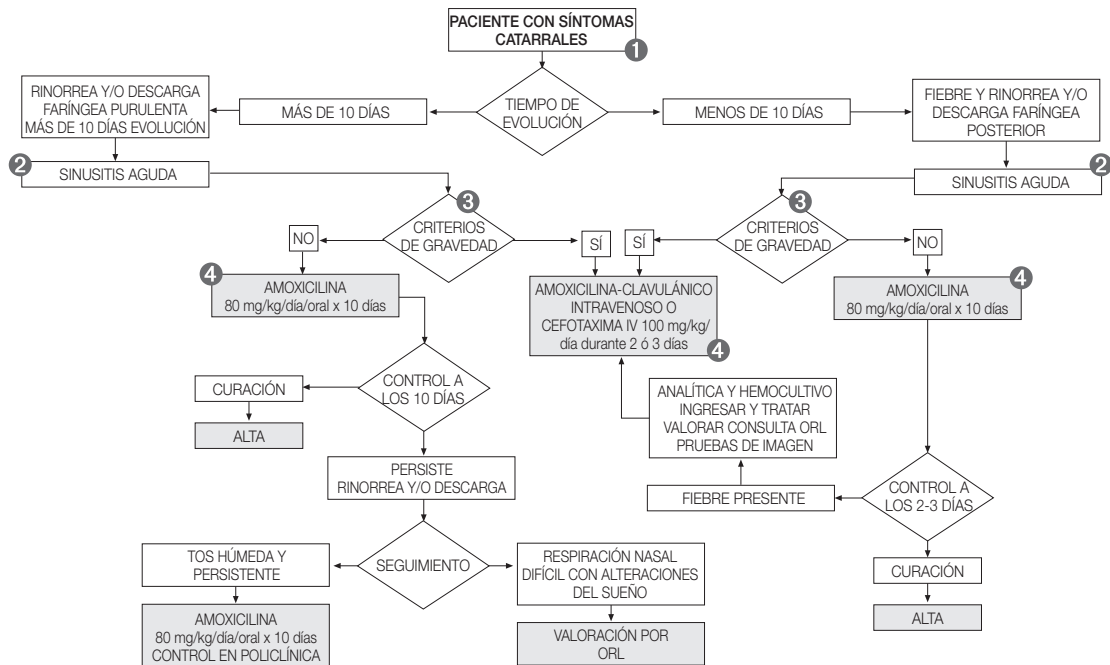 PACIENTE CON SÍNTOMAS
CATARRALES
1
TIEMPO DE
EVOLUCIÓN
MÁS DE 10 DÍAS
MENOS DE 10 DÍAS
RINORREA Y/O DESCARGA
FARÍNGEA PURULENTA
MÁS DE 10 DÍAS EVOLUCIÓN
FIEBRE Y RINORREA Y/O
DESCARGA FARÍNGEA
POSTERIOR
2
SINUSITIS AGUDA
2
SINUSITIS AGUDA
3
CRITERIOS
DE GRAVEDAD
3
CRITERIOS
DE GRAVEDAD
NO
SÍ
SÍ
NO
4
AMOXICILINA
80 mg/kg/día/oral x 10 días
AMOXICILINA-CLAVULÁNICO
INTRAVENOSO O
CEFOTAXIMA IV 100 mg/kg/
día durante 2 ó 3 días
4
4
AMOXICILINA
80 mg/kg/día/oral x 10 días
CONTROL A
LOS 10 DÍAS
CURACIÓN
ALTA
ANALÍTICA Y HEMOCULTIVO
INGRESAR Y TRATAR
VALORAR CONSULTA ORL
PRUEBAS DE IMAGEN
PERSISTE
RINORREA Y/O DESCARGA
FIEBRE PRESENTE
CONTROL A
LOS 2-3 DÍAS
SEGUIMIENTO
TOS HÚMEDA Y
PERSISTENTE
RESPIRACIÓN NASAL
DIFÍCIL CON ALTERACIONES
DEL SUEÑO
CURACIÓN
ALTA
AMOXICILINA
80 mg/kg/día/oral x 10 días
CONTROL EN POLICLÍNICA
VALORACIÓN POR
ORL